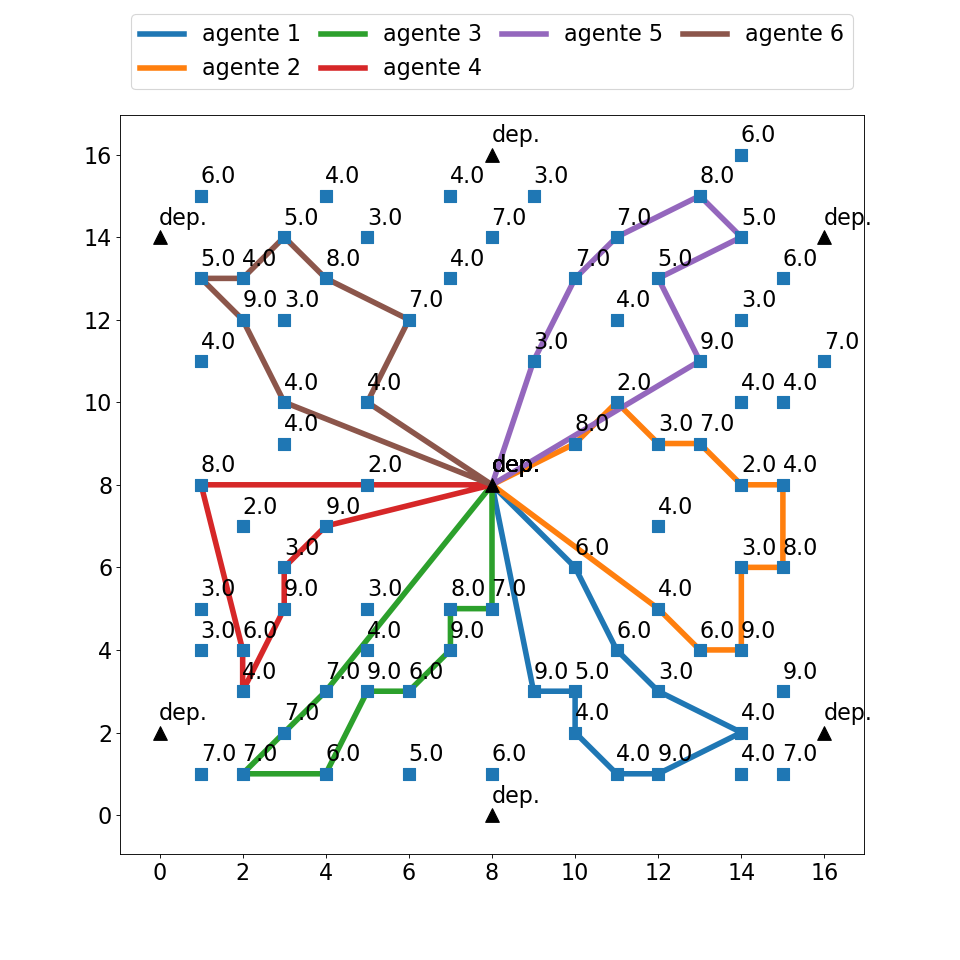 agente 1 agente 3 agente 5 agente 6
agente 2 agente 4
dep. 6.0
16
6.0 4.0 4.0 3.0 8.0
dep. 5.0 3.0 7.0 7.0 5.0 dep.
14
5.0 4.0 8.0 4.0 7.0 5.0 6.0
9.0 3.0 7.0 4.0 3.0
12
4.0 3.0 9.0 7.0
4.0 4.0 2.0 4.0 4.0
10
4.0 8.0 3.0 7.0
8.0 2.0 dep. 2.0 4.0
8
2.0 9.0 4.0
3.0 6.0 3.0 8.0
6
3.0 9.0 3.0 8.0 7.0 4.0
3.0 6.0 4.0 9.0 6.0 6.0 9.0
4
4.0 7.0 9.0 6.0 9.0 5.0 3.0 9.0
dep. 7.0 4.0 4.0 dep.
2
7.0 7.0 6.0 5.0 6.0 4.0 9.0 4.0 7.0
dep.
0
0 2 4 6 8 10 12 14 16